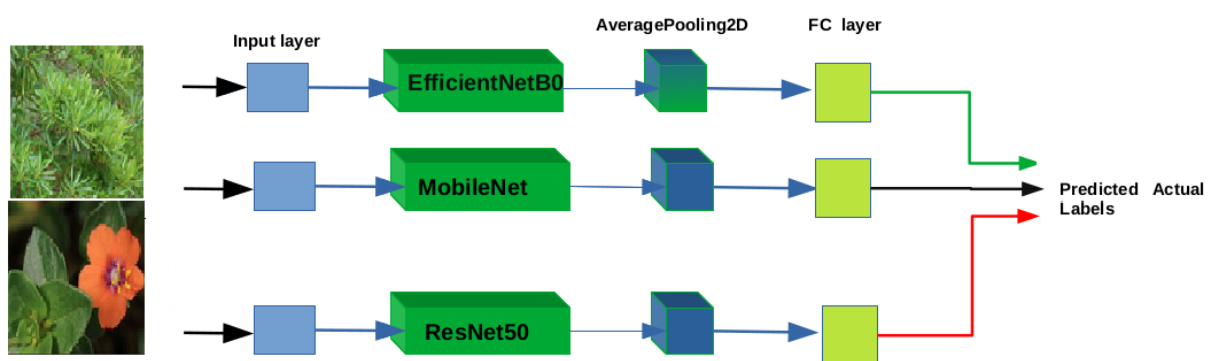 Input layer
AveragePooling2D
FC layer
EfficientNetB0
MobileNet
Predicted Actual
Labels
ResNet50